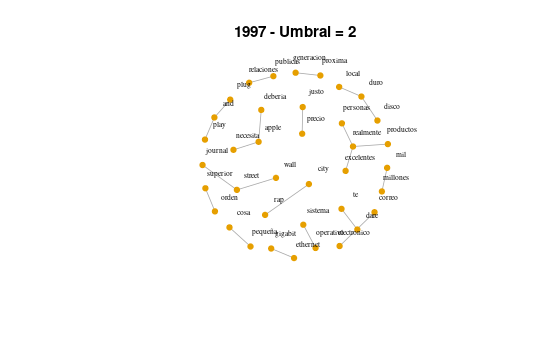 1997 - Umbral = 2
generacion
publicas
proxima
relaciones
local
duro
plug
justo
deberia
and
disco
personas
precio
play
apple
realmente
productos
necesita
journal
excelentes
mil
wall
city
superior
street
millones
te
correo
orden
rap
cosa
sistema
dare
pequeña
gigabit
operativo
electronico
ethernet